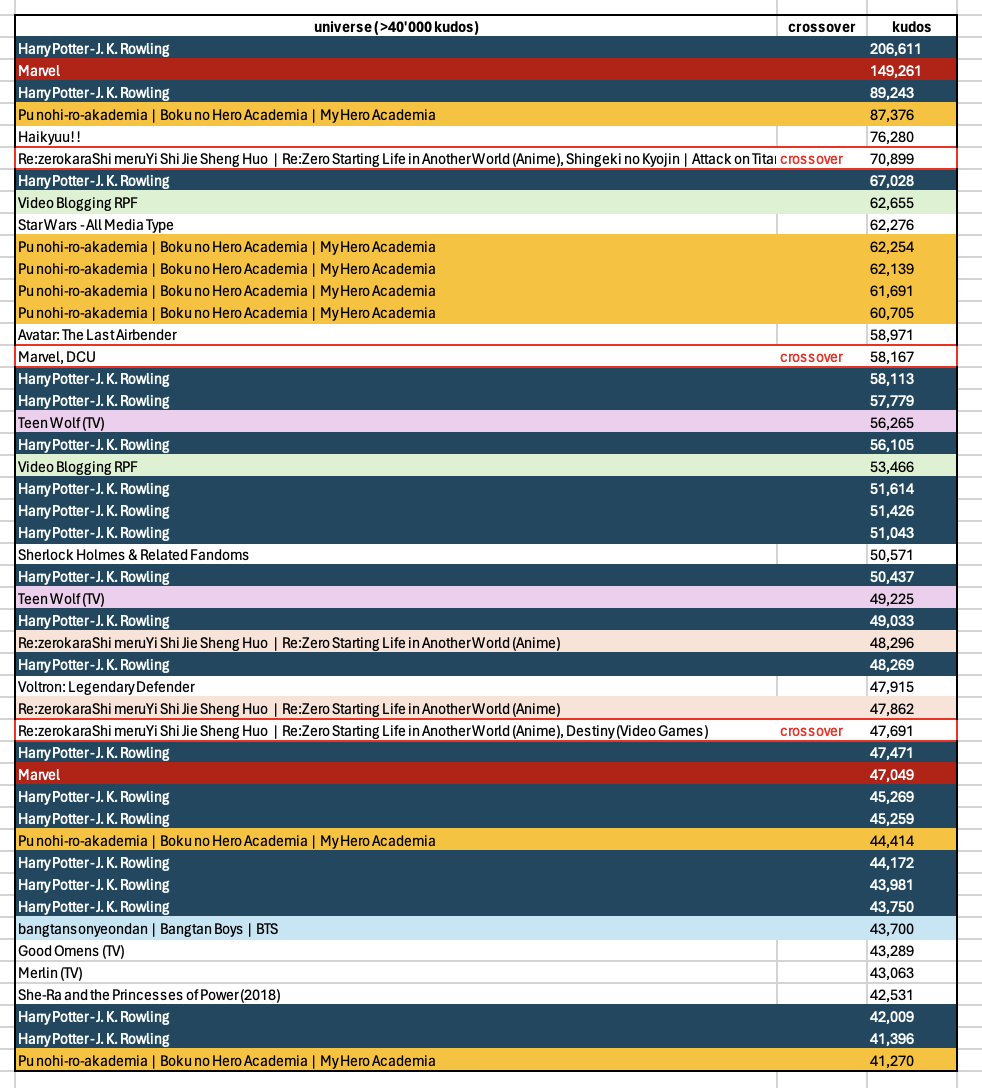 universe (>40'000 kudos) crossover kudos
Harry Potter - J. K. Rowling 206,611
Marvel 149,261
Harry Potter - J. K. Rowling 89,243
Pu nohi-ro-akademia | Boku no Hero Academia | My Hero Academia 87,376
Haikyuu!! 76,280
Re:zerokaraShi meruYi Shi Jie Sheng Huo | Re:Zero Starting Life in Another World (Anime), Shingeki no Kyojin | Attack on Titan crossover 70,899
Harry Potter - J. K. Rowling 67,028
Video Blogging RPF 62,655
Star Wars - All Media Type 62,276
Pu nohi-ro-akademia | Boku no Hero Academia | My Hero Academia 62,254
Pu nohi-ro-akademia | Boku no Hero Academia | My Hero Academia 62,139
Pu nohi-ro-akademia | Boku no Hero Academia | My Hero Academia 61,691
Pu nohi-ro-akademia | Boku no Hero Academia | My Hero Academia 60,705
Avatar: The Last Airbender 58,971
Marvel, DCU crossover 58,167
Harry Potter - J. K. Rowling 58,113
Harry Potter - J. K. Rowling 57,779
Teen Wolf (TV) 56,265
Harry Potter - J. K. Rowling 56,105
Video Blogging RPF 53,466
Harry Potter - J. K. Rowling 51,614
Harry Potter - J. K. Rowling 51,426
Harry Potter - J. K. Rowling 51,043
Sherlock Holmes & Related Fandoms 50,571
Harry Potter - J. K. Rowling 50,437
Teen Wolf (TV) 49,225
Harry Potter - J. K. Rowling 49,033
Re:zerokaraShi meruYi Shi Jie Sheng Huo | Re:Zero Starting Life in Another World (Anime) 48,296
Harry Potter - J. K. Rowling 48,269
Voltron: Legendary Defender 47,915
Re:zerokaraShi meruYi Shi Jie Sheng Huo | Re:Zero Starting Life in Another World (Anime) 47,862
Re:zerokaraShi meruYi Shi Jie Sheng Huo | Re:Zero Starting Life in Another World (Anime), Destiny (Video Games) crossover 47,691
Harry Potter - J. K. Rowling 47,471
Marvel 47,049
Harry Potter - J. K. Rowling 45,269
Harry Potter - J. K. Rowling 45,259
Pu nohi-ro-akademia | Boku no Hero Academia | My Hero Academia 44,414
Harry Potter - J. K. Rowling 44,172
Harry Potter - J. K. Rowling 43,981
Harry Potter - J. K. Rowling 43,750
bangtansonyeondan | Bangtan Boys | BTS 43,700
Good Omens (TV) 43,289
Merlin (TV) 43,063
She-Ra and the Princesses of Power (2018) 42,531
Harry Potter - J. K. Rowling 42,009
Harry Potter - J. K. Rowling 41,396
Pu nohi-ro-akademia | Boku no Hero Academia | My Hero Academia 41,270